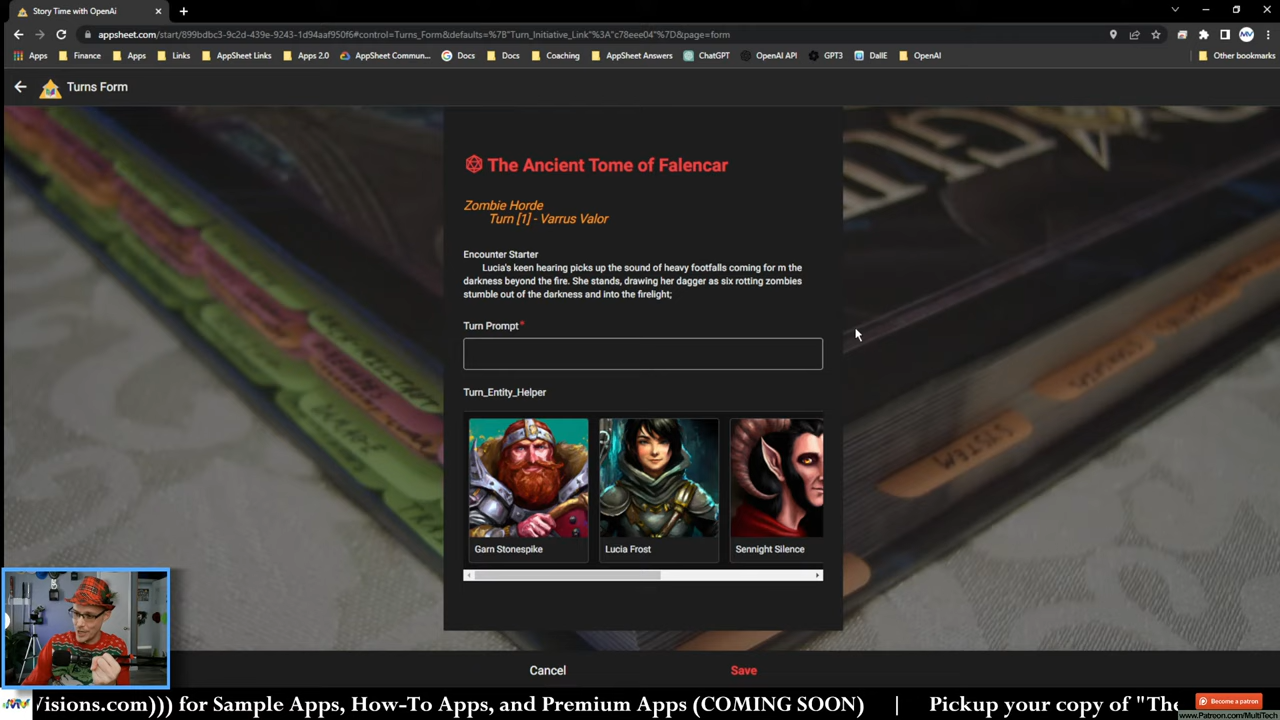 Story Time with OpenAi
appsheet.com/start/899bdbc3-9c2d-439e-9243-1d94aaf950f6#control=Turns_Form&defaults=%7B"Turn_Initiative_Link"%3A"c78eee04"%7D&page=form
Apps Finance Apps Links AppSheet Links Apps 2.0 AppSheet Commun... Docs Docs Coaching AppSheet Answers ChatGPT OpenAI API GPT3 DallE OpenAI Other bookmarks
Turns Form
The Ancient Tome of Falencar
Zombie Horde
Turn [1] - Varrus Valor
Encounter Starter
Lucia's keen hearing picks up the sound of heavy footfalls coming for m the
darkness beyond the fire. She stands, drawing her dagger as six rotting zombies
stumble out of the darkness and into the firelight;
Turn Prompt*
Turn_Entity_Helper
Garn Stonespike Lucia Frost Sennight Silence
SYSTEM
Cancel Save
Visions.com))) for Sample Apps, How-To Apps, and Premium Apps (COMING SOON) | Pickup your copy of "The
Become a patron
www.Patreon.com/MultiTech